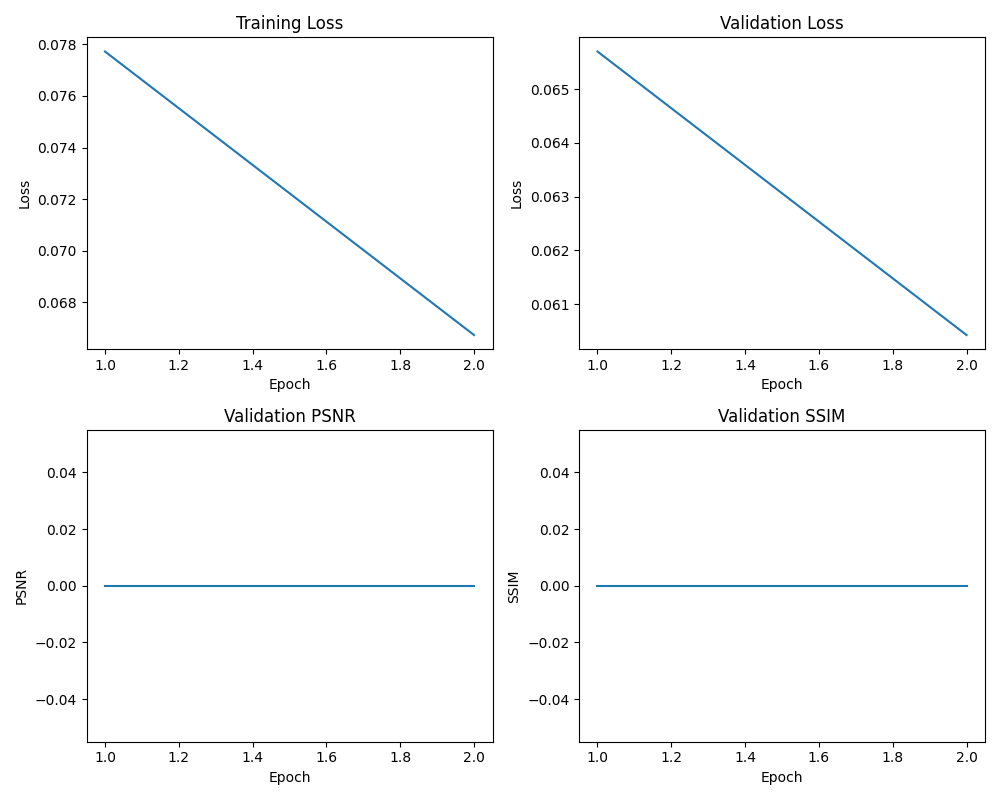 Training Loss
0.078
0.076
0.074
0.072
0.070
0.068
Loss
1.0 1.2 1.4 1.6 1.8 2.0
Epoch
Validation Loss
0.065
0.064
0.063
0.062
0.061
Loss
1.0 1.2 1.4 1.6 1.8 2.0
Epoch
Validation PSNR
0.04
0.02
0.00
−0.02
−0.04
PSNR
1.0 1.2 1.4 1.6 1.8 2.0
Epoch
Validation SSIM
0.04
0.02
0.00
−0.02
−0.04
SSIM
1.0 1.2 1.4 1.6 1.8 2.0
Epoch